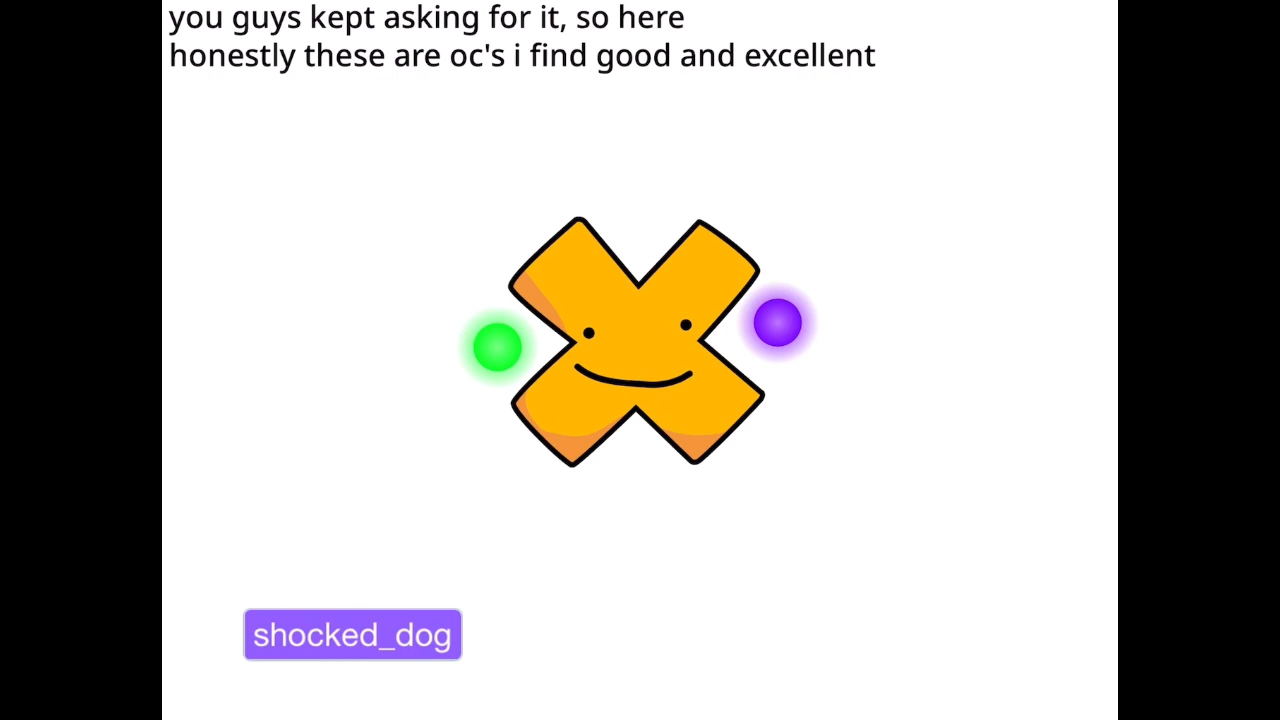 you guys kept asking for it, so here
honestly these are oc's i find good and excellent
shocked_dog